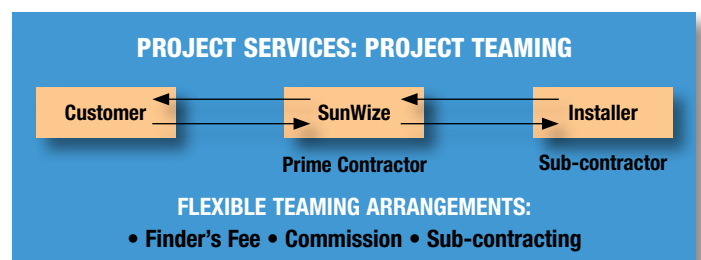 PROJECT SERVICES: PROJECT TEAMING
Customer SunWize Installer
Prime Contractor Sub-contractor
FLEXIBLE TEAMING ARRANGEMENTS:
• Finder's Fee • Commission • Sub-contracting